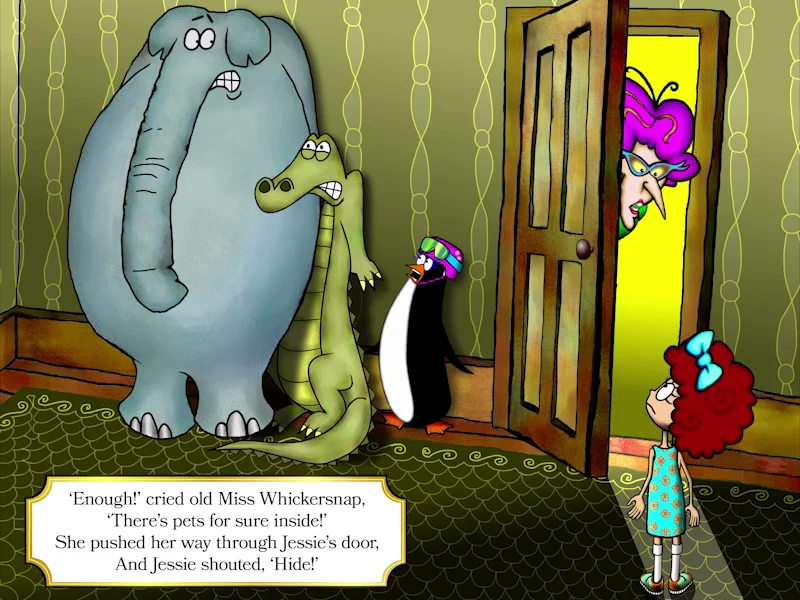 ‘Enough!’ cried old Miss Whickersnap,
‘There’s pets for sure inside!’
She pushed her way through Jessie’s door,
And Jessie shouted, ‘Hide!’